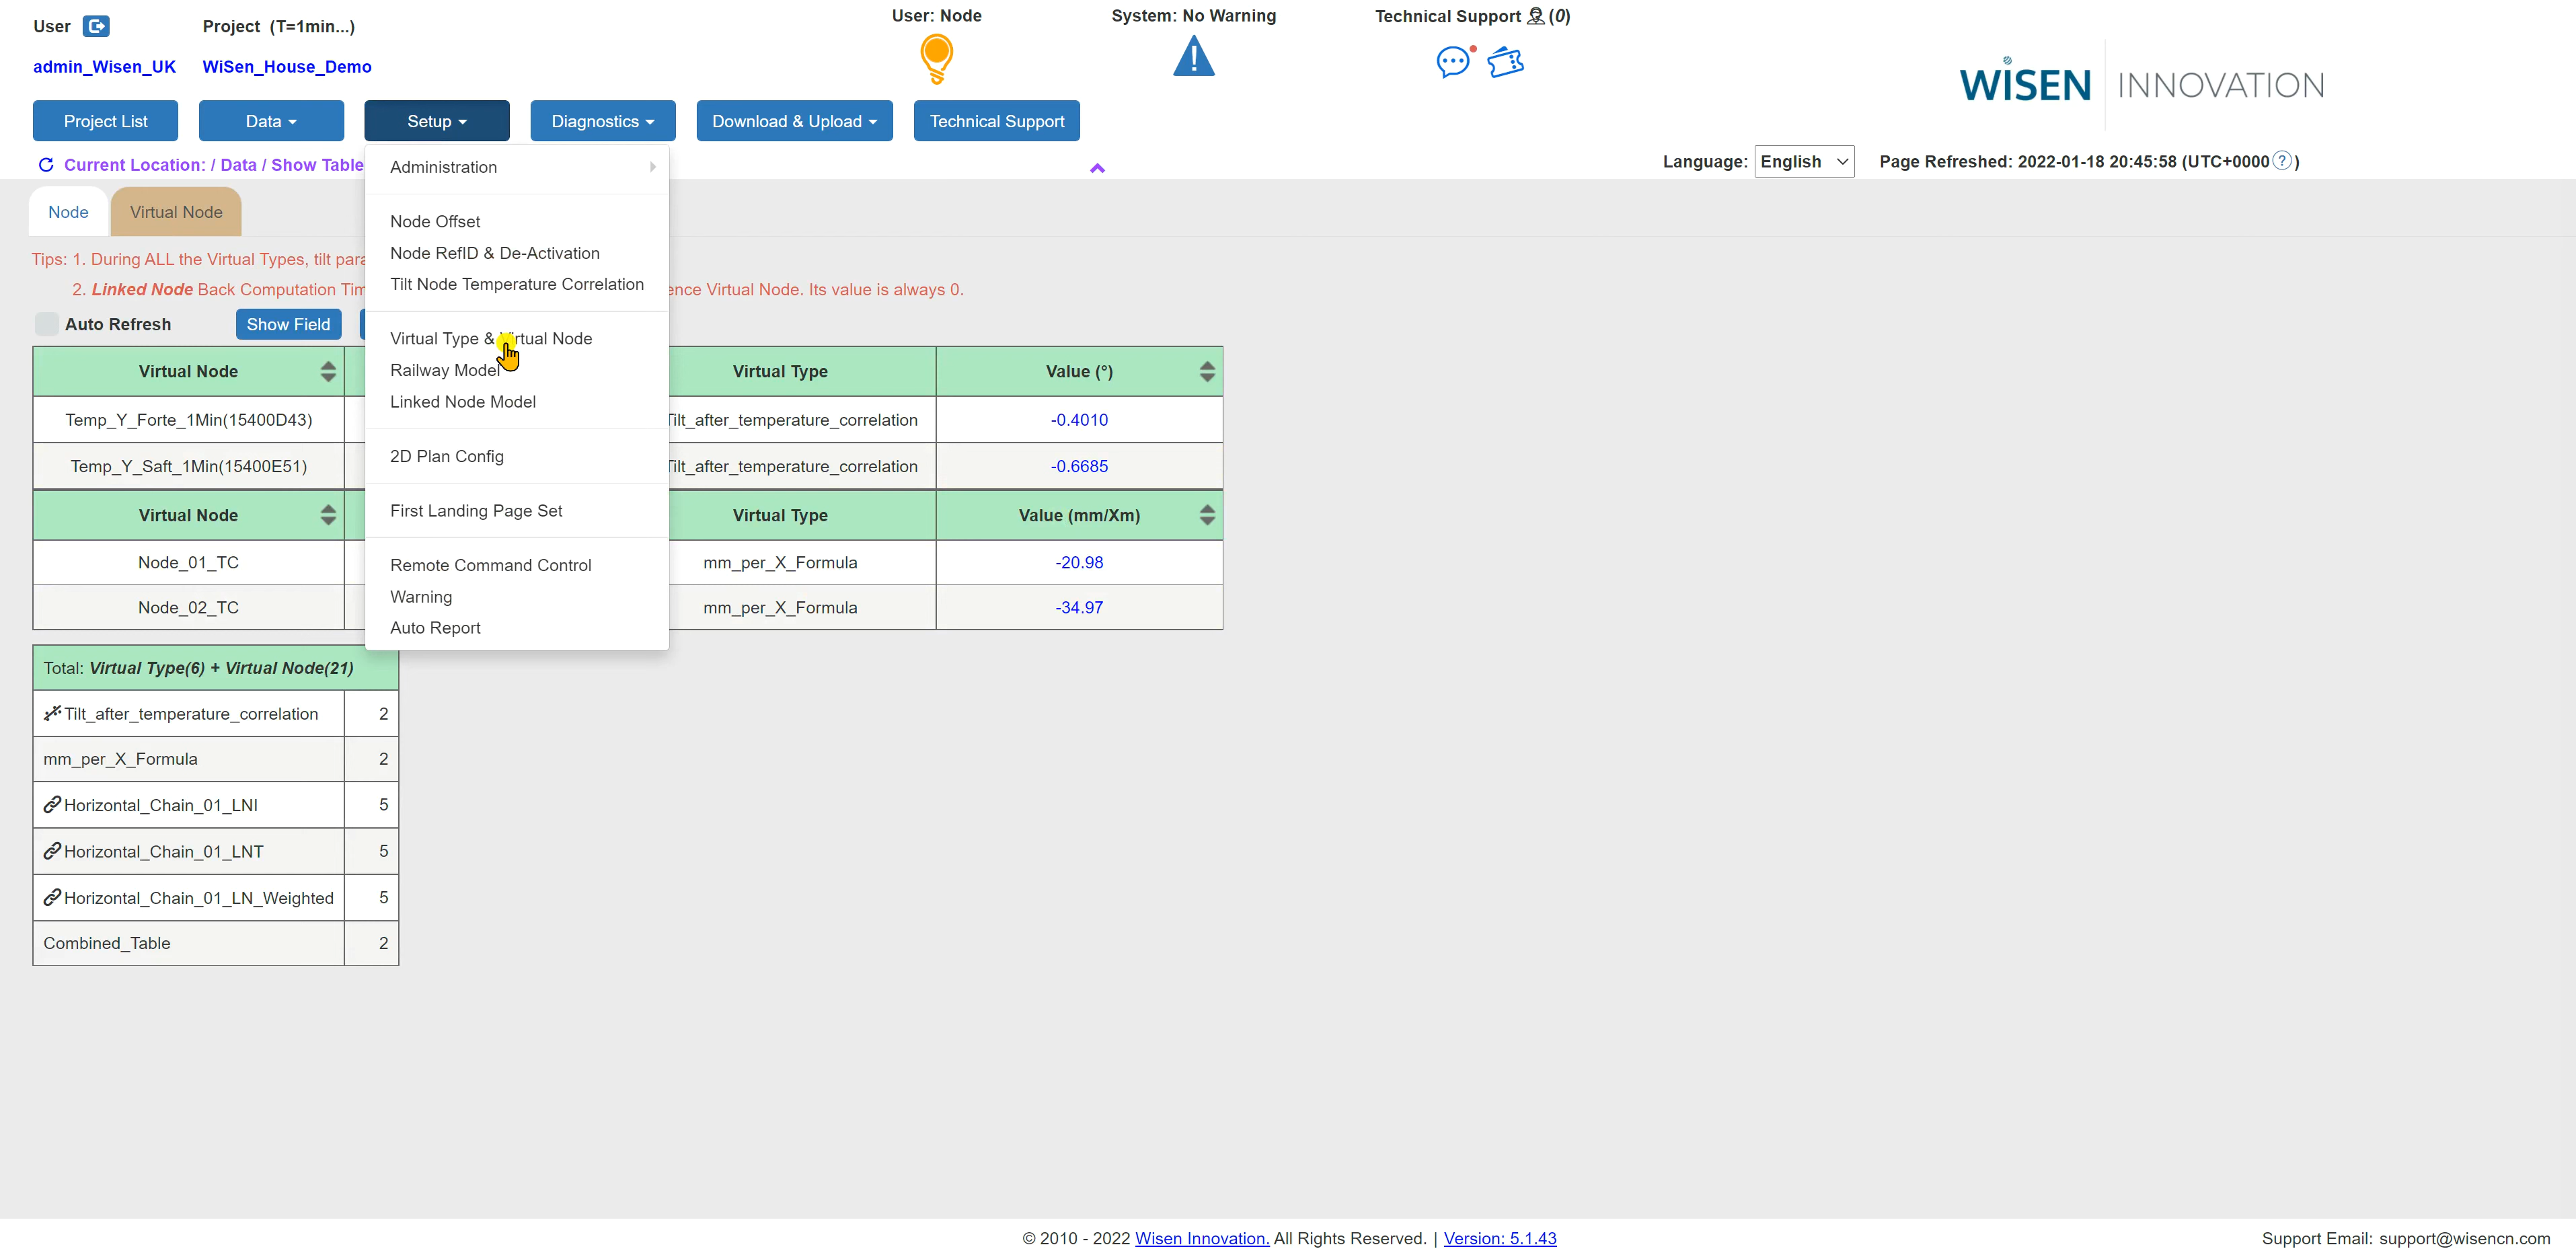 User
Project (T=1min...)
admin_Wisen_UK
WiSen_House_Demo
User: Node
System: No Warning
Technical Support (0)
WiSEN INNOVATION
Project List
Data
Setup
Diagnostics
Download & Upload
Technical Support
Current Location: / Data / Show Table
Language: English
Page Refreshed: 2022-01-18 20:45:58 (UTC+0000 ? )
Administration
Node Offset
Node RefID & De-Activation
Tilt Node Temperature Correlation
Virtual Type & Virtual Node
Railway Model
Linked Node Model
2D Plan Config
First Landing Page Set
Remote Command Control
Warning
Auto Report
Node
Virtual Node
Tips: 1. During ALL the Virtual Types, tilt
2. Linked Node Back Computation Virtual Node. Its value is always 0.
Auto Refresh
Show Field
Virtual Node Virtual Type Value (°)
Temp_Y_Forte_1Min(15400D43) Tilt_after_temperature_correlation -0.4010
Temp_Y_Saft_1Min(15400E51) Tilt_after_temperature_correlation -0.6685
Virtual Node Virtual Type Value (mm/Xm)
Node_01_TC mm_per_X_Formula -20.98
Node_02_TC mm_per_X_Formula -34.97
Total: Virtual Type(6) + Virtual Node(21)
Tilt_after_temperature_correlation 2
mm_per_X_Formula 2
Horizontal_Chain_01_LNI 5
Horizontal_Chain_01_LNT 5
Horizontal_Chain_01_LN_Weighted 5
Combined_Table 2
© 2010 - 2022 Wisen Innovation. All Rights Reserved. | Version: 5.1.43
Support Email: support@wisencn.com